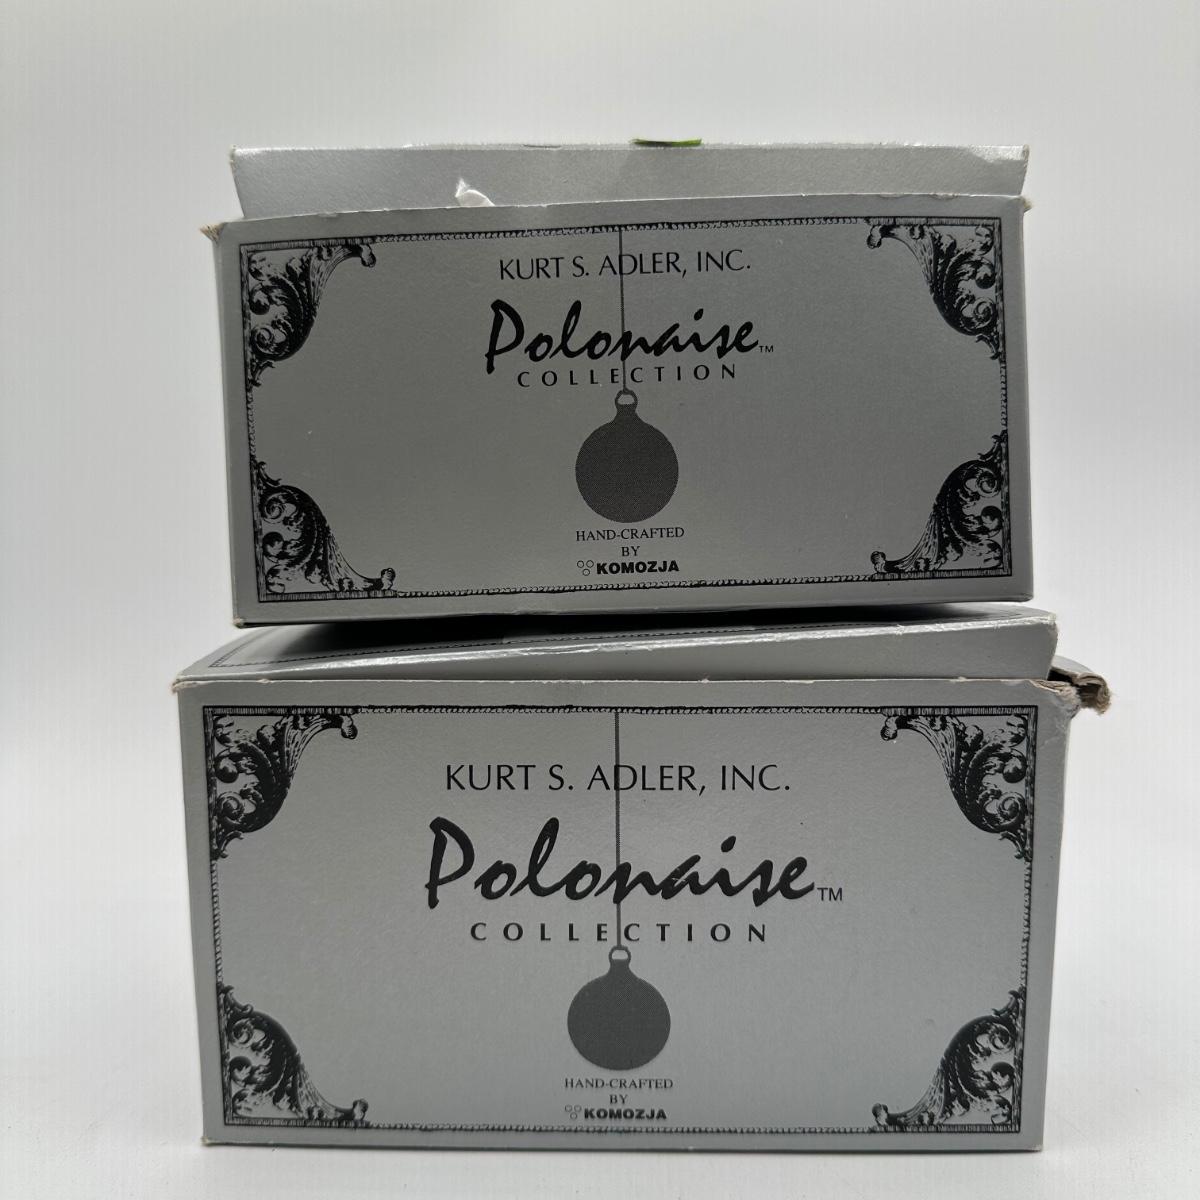 KURT S. ADLER, INC.
Polonaise™
COLLECTION
HAND-CRAFTED
BY
KOMOZJA
KURT S. ADLER, INC.
Polonaise™
COLLECTION
HAND-CRAFTED
BY
KOMOZJA